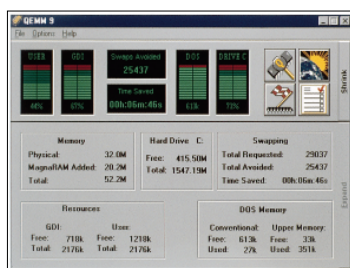 QEMM 9
File Options Help
USER
GDI
Swaps Avoided
25437
DOS
DRIVE C
Time Saved
00h:06m:46s
44%
67%
613k
73%
Shrink
Memory
Physical: 32.0M
MagnaRAM Added: 20.2M
Total: 52.2M
Hard Drive C:
Free: 415.50M
Total: 1547.19M
Swapping
Total Requested: 29037
Total Avoided: 25437
Time Saved: 00h:06m:46s
Expand
Resources
GDI: User:
Free: 718k Free: 1218k
Total: 2176k Total: 2176k
DOS Memory
Conventional: Upper Memory:
Free: 613k Free: 33k
Used: 27k Used: 351k